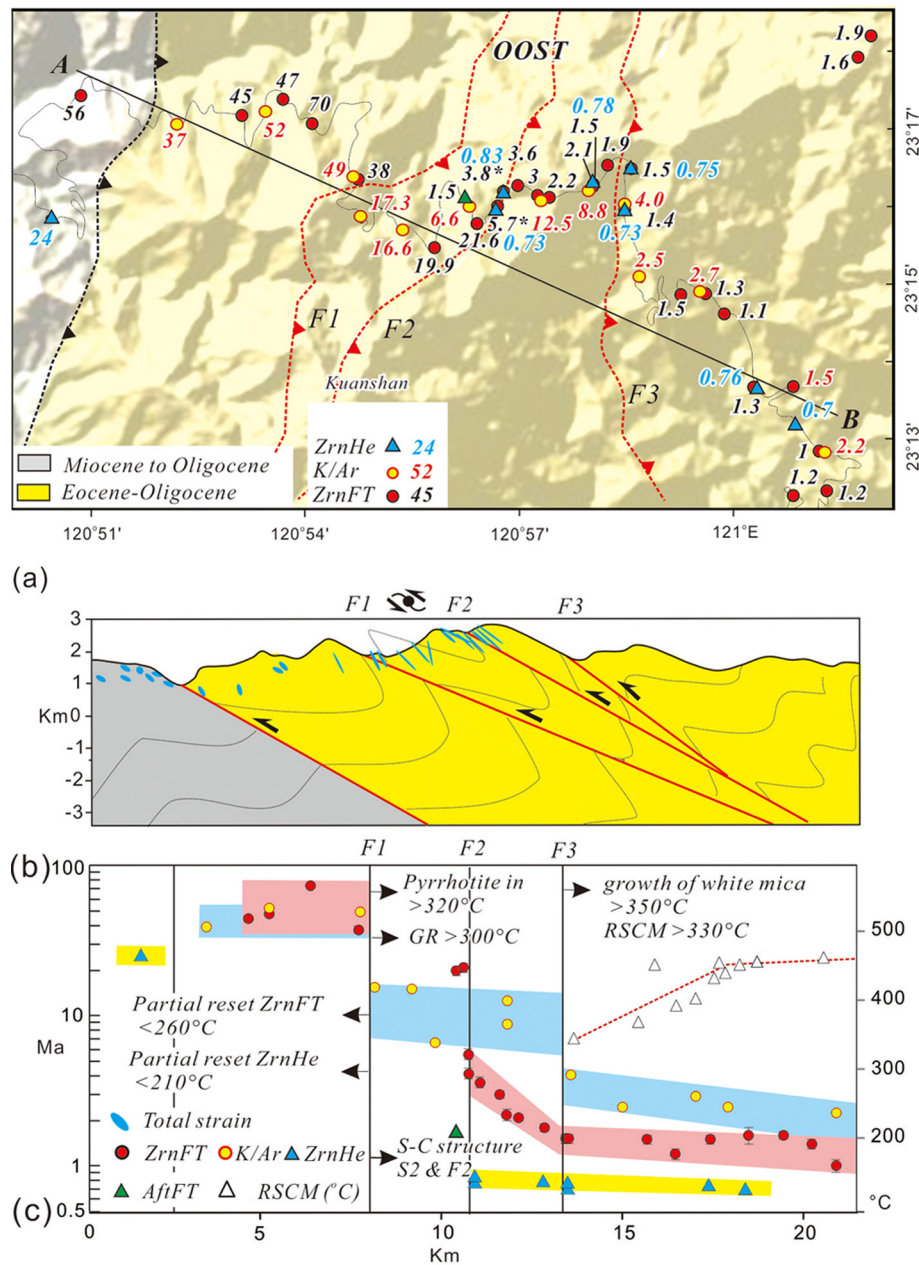 A
OOST
1.9
1.6
56
37
45
47
52
70
49
38
17.3
16.6
19.9
6.6
1.5
21.6
0.83
3.8*
3.6
3
5.7*
0.73
12.5
2.2
0.78
1.5
2.1
1.9
8.8
1.5
0.75
4.0
1.4
0.73
24
2.5
2.7
1.3
1.5
1.1
0.76
1.3
1.5
0.7
B
1
2.2
1.2
1.2
F1
F2
F3
Kuanshan
ZrnHe 24
K/Ar 52
ZrnFT 45
Miocene to Oligocene
Eocene-Oligocene
23°17'
23°15'
23°13'
120°51'
120°54'
120°57'
121°E
(a)
F1
F2
F3
3
2
1
Km 0
-1
-2
-3
(b)
F1
F2
F3
100
10
Ma
1
0.5
Pyrrhotite in
>320°C
GR >300°C
growth of white mica
>350°C
RSCM >330°C
Partial reset ZrnFT
<260°C
Partial reset ZrnHe
<210°C
Total strain
ZrnFT
K/Ar
ZrnHe
AftFT
RSCM (°C)
S-C structure
S2 & F2
500
400
300
200
°C
(c)
0
5
10
15
20
Km